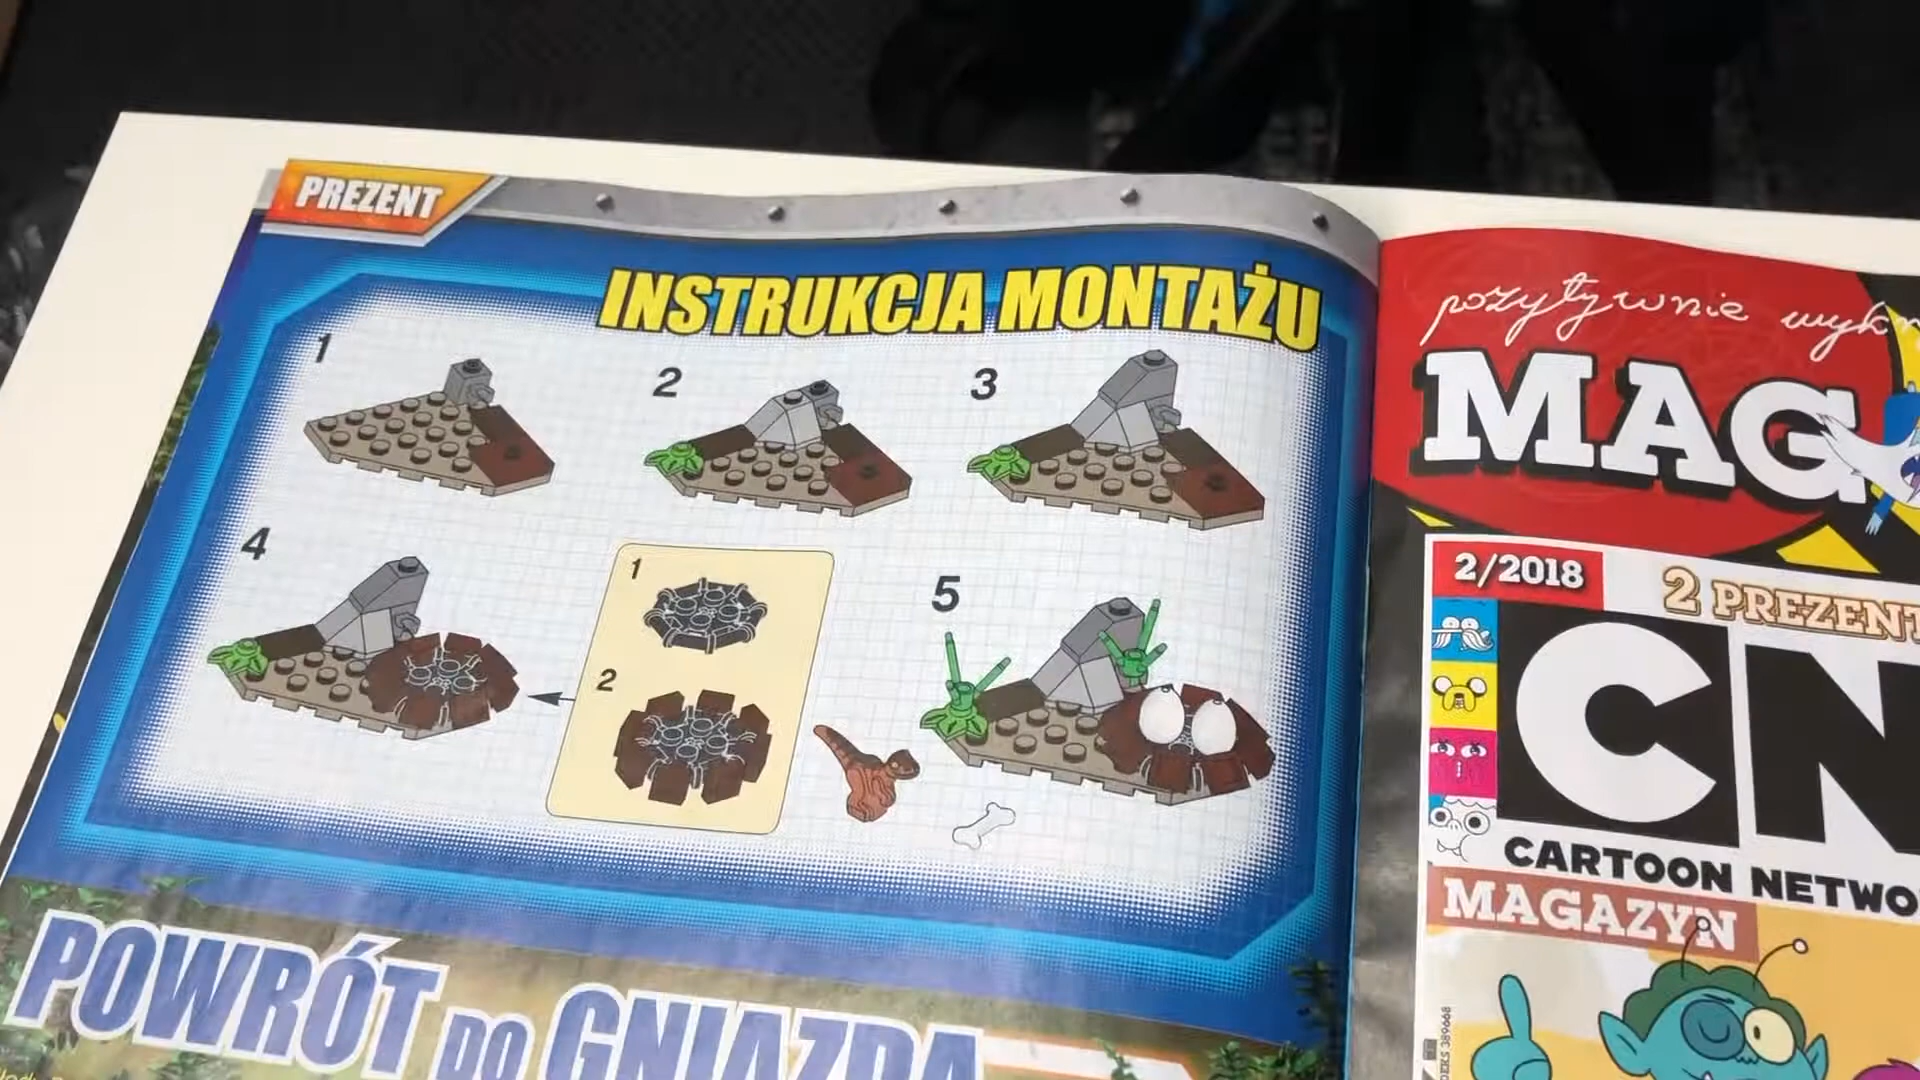 PREZENT
INSTRUKCJA MONTAŻU
1
2
3
4
1
2
5
POWRÓT DO GNIAZDA
pozytywnie
MAG
2/2018
2 PREZENT
CN
CARTOON NETWO
MAGAZYN